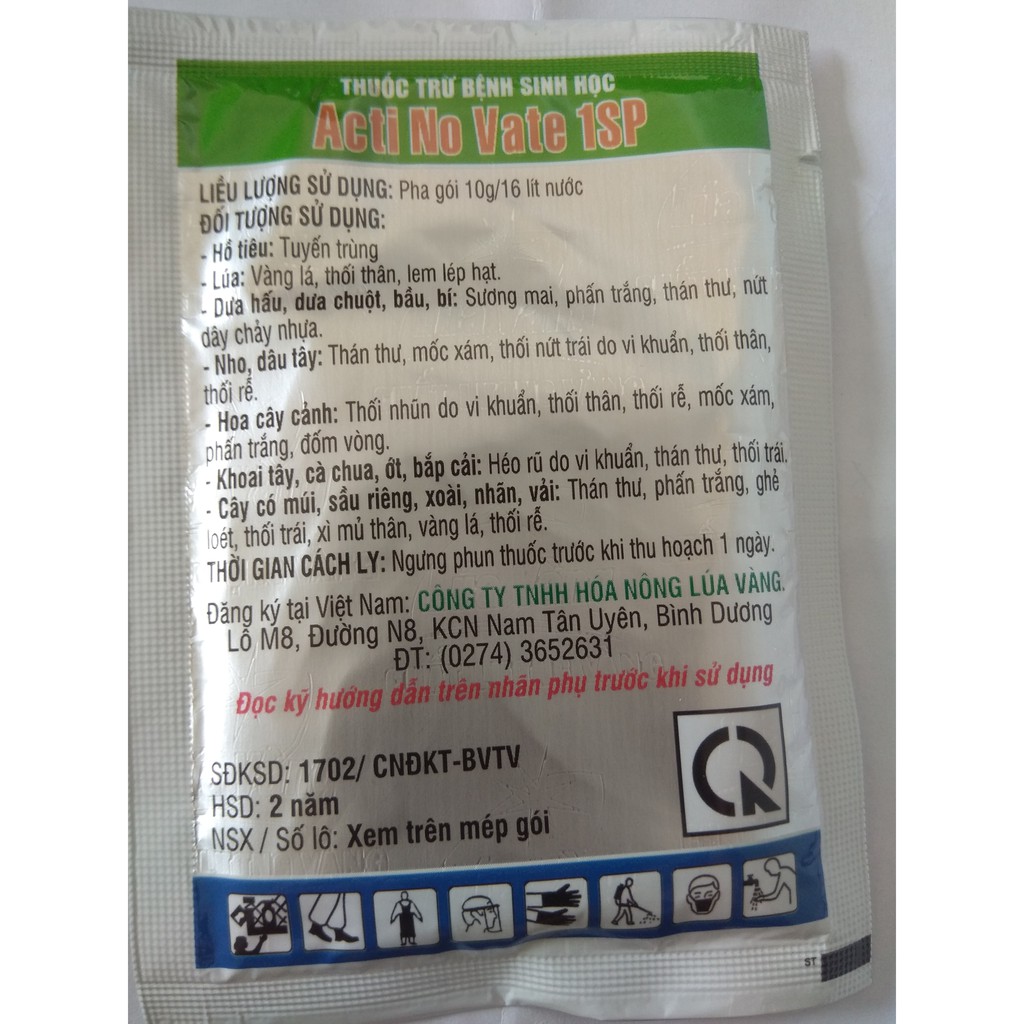 THUỐC TRỪ BỆNH SINH HỌC
Acti No Vate 1SP
LIỀU LƯỢNG SỬ DỤNG: Pha gói 10g/16 lít nước
ĐỐI TƯỢNG SỬ DỤNG:
- Hồ tiêu: Tuyến trùng
- Lúa: Vàng lá, thối thân, lem lép hạt.
- Dưa hấu, dưa chuột, bầu, bí: Sương mai, phấn trắng, thán thư, nứt
dây chảy nhựa.
- Nho, dâu tây: Thán thư, mốc xám, thối nứt trái do vi khuẩn, thối thân,
thối rễ.
- Hoa cây cảnh: Thối nhũn do vi khuẩn, thối thân, thối rễ, mốc xám,
phấn trắng, đốm vòng.
- Khoai tây, cà chua, ớt, bắp cải: Héo rũ do vi khuẩn, thán thư, thối trái.
- Cây có múi, sầu riêng, xoài, nhãn, vải: Thán thư, phấn trắng, ghẻ
loét, thối trái, xì mủ thân, vàng lá, thối rễ.
THỜI GIAN CÁCH LY: Ngưng phun thuốc trước khi thu hoạch 1 ngày.
Đăng ký tại Việt Nam: CÔNG TY TNHH HÓA NÔNG LÚA VÀNG.
Lô M8, Đường N8, KCN Nam Tân Uyên, Bình Dương
ĐT: (0274) 3652631
Đọc kỹ hướng dẫn trên nhãn phụ trước khi sử dụng
SĐKSD: 1702/ CNĐKT-BVTV
HSD: 2 năm
NSX / Số lô: Xem trên mép gói
ST